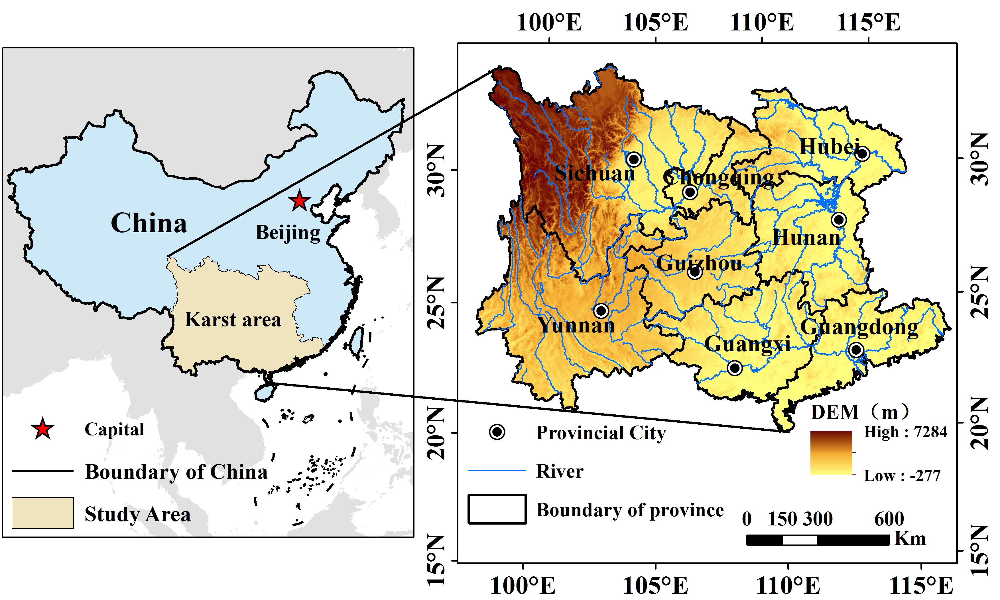 100°E 105°E 110°E 115°E
China
Beijing
Karst area
Capital
Boundary of China
Study Area
30°N
25°N
20°N
15°N
Hubei
Sichuan
Chongqing
Hunan
Guizhou
Yunnan
Guangdong
Guangxi
30°N
25°N
20°N
15°N
DEM（m）
High : 7284
Low : -277
Provincial City
River
Boundary of province
0 150 300 600
Km
100°E 105°E 110°E 115°E